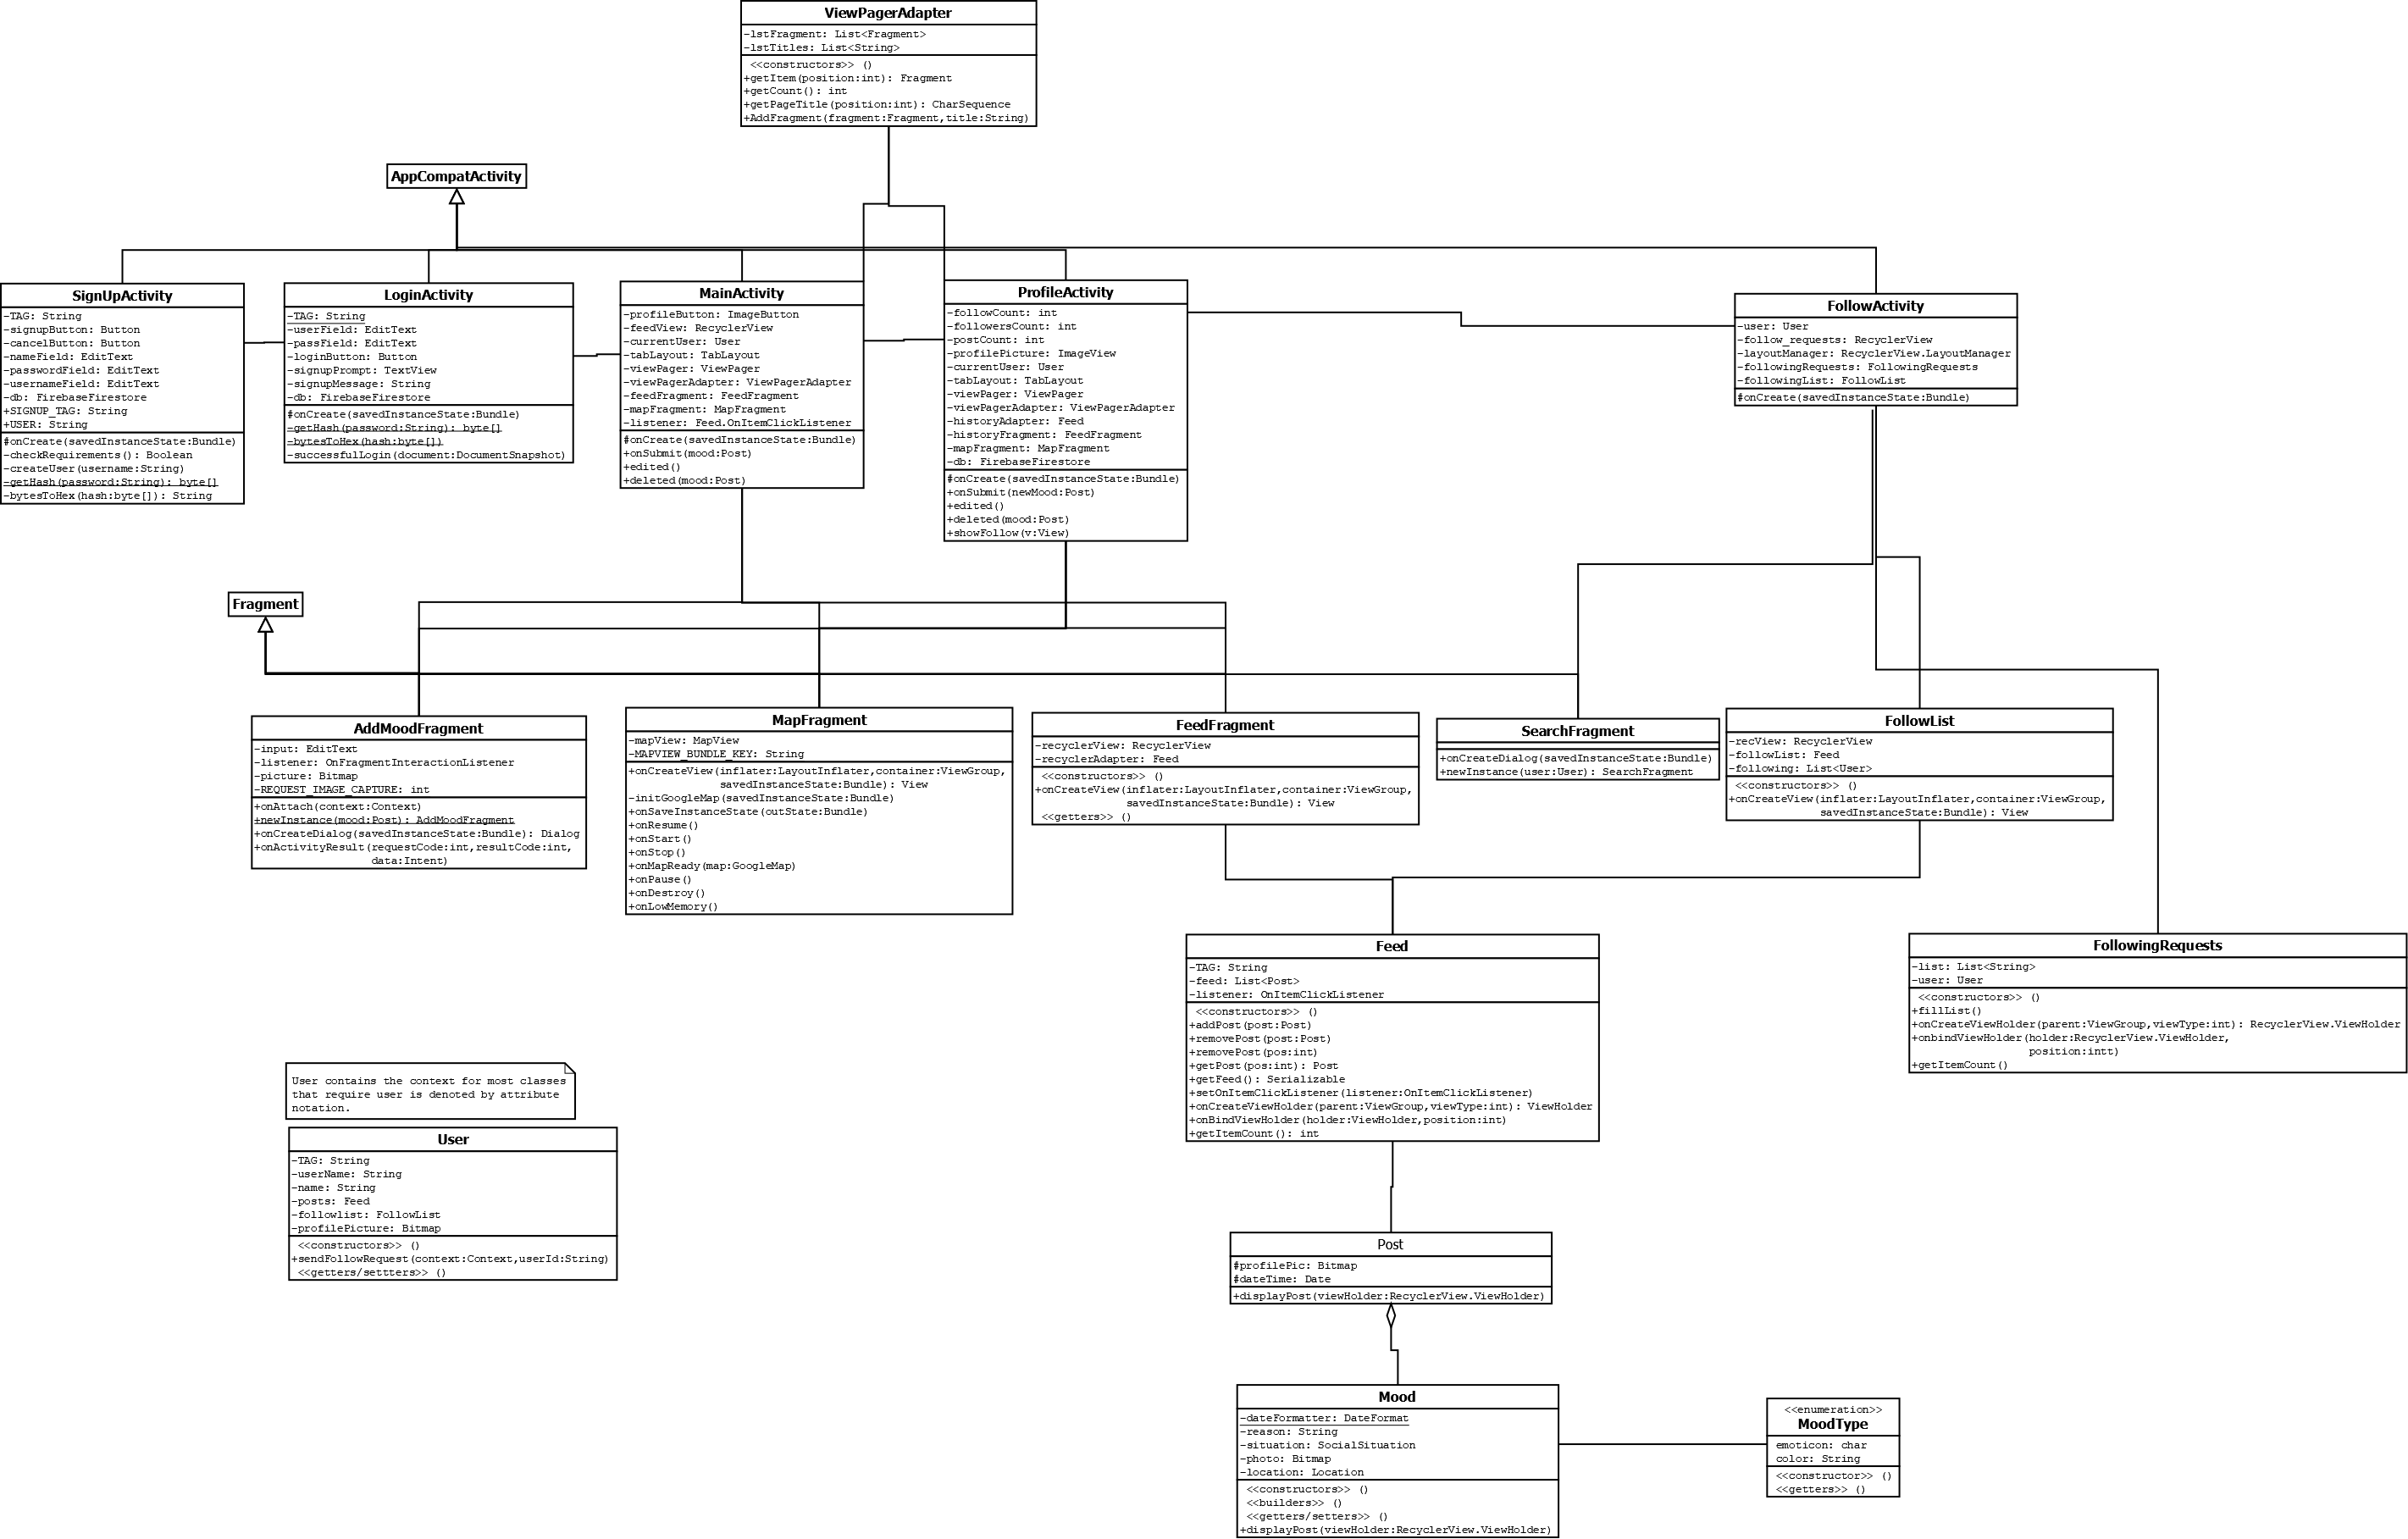 ViewPagerAdapter
-lstFragment: List<Fragment>
-lstTitles: List<String>
<<constructors>> ()
+getItem(position:int): Fragment
+getCount(): int
+getPageTitle(position:int): CharSequence
+AddFragment(fragment:Fragment,title:String)
AppCompatActivity
SignUpActivity
-TAG: String
-signupButton: Button
-cancelButton: Button
-nameField: EditText
-passwordField: EditText
-usernameField: EditText
-db: FirebaseFirestore
+SIGNUP_TAG: String
+USER: String
#onCreate(savedInstanceState:Bundle)
-checkRequirements(): Boolean
-createUser(username:String)
-getHash(password:String): byte[]
-bytesToHex(hash:byte[]): String
LoginActivity
-TAG: String
-userField: EditText
-passField: EditText
-loginButton: Button
-signupPrompt: TextView
-signupMessage: String
-db: FirebaseFirestore
#onCreate(savedInstanceState:Bundle)
-getHash(password:String): byte[]
-bytesToHex(hash:byte[])
-successfulLogin(document:DocumentSnapshot)
MainActivity
-profileButton: ImageButton
-feedView: RecyclerView
-currentUser: User
-tabLayout: TabLayout
-viewPager: ViewPager
-viewPagerAdapter: ViewPagerAdapter
-feedFragment: FeedFragment
-mapFragment: MapFragment
-listener: Feed.OnItemClickListener
#onCreate(savedInstanceState:Bundle)
+onSubmit(mood:Post)
+edited()
+deleted(mood:Post)
ProfileActivity
-followCount: int
-followersCount: int
-postCount: int
-profilePicture: ImageView
-currentUser: User
-tabLayout: TabLayout
-viewPager: ViewPager
-viewPagerAdapter: ViewPagerAdapter
-historyAdapter: Feed
-historyFragment: FeedFragment
-mapFragment: MapFragment
-db: FirebaseFirestore
#onCreate(savedInstanceState:Bundle)
+onSubmit(newMood:Post)
+edited()
+deleted(mood:Post)
+showFollow(v:View)
FollowActivity
-user: User
-follow_requests: RecyclerView
-layoutManager: RecyclerView.LayoutManager
-followingRequests: FollowingRequests
-followingList: FollowList
#onCreate(savedInstanceState:Bundle)
Fragment
AddMoodFragment
-input: EditText
-listener: OnFragmentInteractionListener
-picture: Bitmap
-REQUEST_IMAGE_CAPTURE: int
+onAttach(context:Context)
+newInstance(mood:Post): AddMoodFragment
+onCreateDialog(savedInstanceState:Bundle): Dialog
+onActivityResult(requestCode:int,resultCode:int,
data:Intent)
MapFragment
-mapView: MapView
-MAPVIEW_BUNDLE_KEY: String
+onCreateView(inflater:LayoutInflater,container:ViewGroup,
savedInstanceState:Bundle): View
-initGoogleMap(savedInstanceState:Bundle)
+onSaveInstanceState(outState:Bundle)
+onResume()
+onStart()
+onStop()
+onMapReady(map:GoogleMap)
+onPause()
+onDestroy()
+onLowMemory()
FeedFragment
-recyclerView: RecyclerView
-recyclerAdapter: Feed
<<constructors>> ()
+onCreateView(inflater:LayoutInflater,container:ViewGroup,
savedInstanceState:Bundle): View
<<getters>> ()
SearchFragment
+onCreateDialog(savedInstanceState:Bundle)
+newInstance(user:User): SearchFragment
FollowList
-recView: RecyclerView
-followList: Feed
-following: List<User>
<<constructors>> ()
+onCreateView(inflater:LayoutInflater,container:ViewGroup,
savedInstanceState:Bundle): View
Feed
-TAG: String
-feed: List<Post>
-listener: OnItemClickListener
<<constructors>> ()
+addPost(post:Post)
+removePost(post:Post)
+removePost(pos:int)
+getPost(pos:int): Post
+getFeed(): Serializable
+setOnItemClickListener(listener:OnItemClickListener)
+onCreateViewHolder(parent:ViewGroup,viewType:int): ViewHolder
+onBindViewHolder(holder:ViewHolder,position:int)
+getItemCount(): int
FollowingRequests
-list: List<String>
-user: User
<<constructors>> ()
+fillList()
+onCreateViewHolder(parent:ViewGroup,viewType:int): RecyclerView.ViewHolder
+onbindViewHolder(holder:RecyclerView.ViewHolder,
position:intt)
+getItemCount()
User contains the context for most classes
that require user is denoted by attribute
notation.
User
-TAG: String
-userName: String
-name: String
-posts: Feed
-followlist: FollowList
-profilePicture: Bitmap
<<constructors>> ()
+sendFollowRequest(context:Context,userId:String)
<<getters/settters>> ()
Post
#profilePic: Bitmap
#dateTime: Date
+displayPost(viewHolder:RecyclerView.ViewHolder)
Mood
-dateFormatter: DateFormat
-reason: String
-situation: SocialSituation
-photo: Bitmap
-location: Location
<<constructors>> ()
<<builders>> ()
<<getters/setters>> ()
+displayPost(viewHolder:RecyclerView.ViewHolder)
<<enumeration>>
MoodType
emoticon: char
color: String
<<constructor>> ()
<<getters>> ()